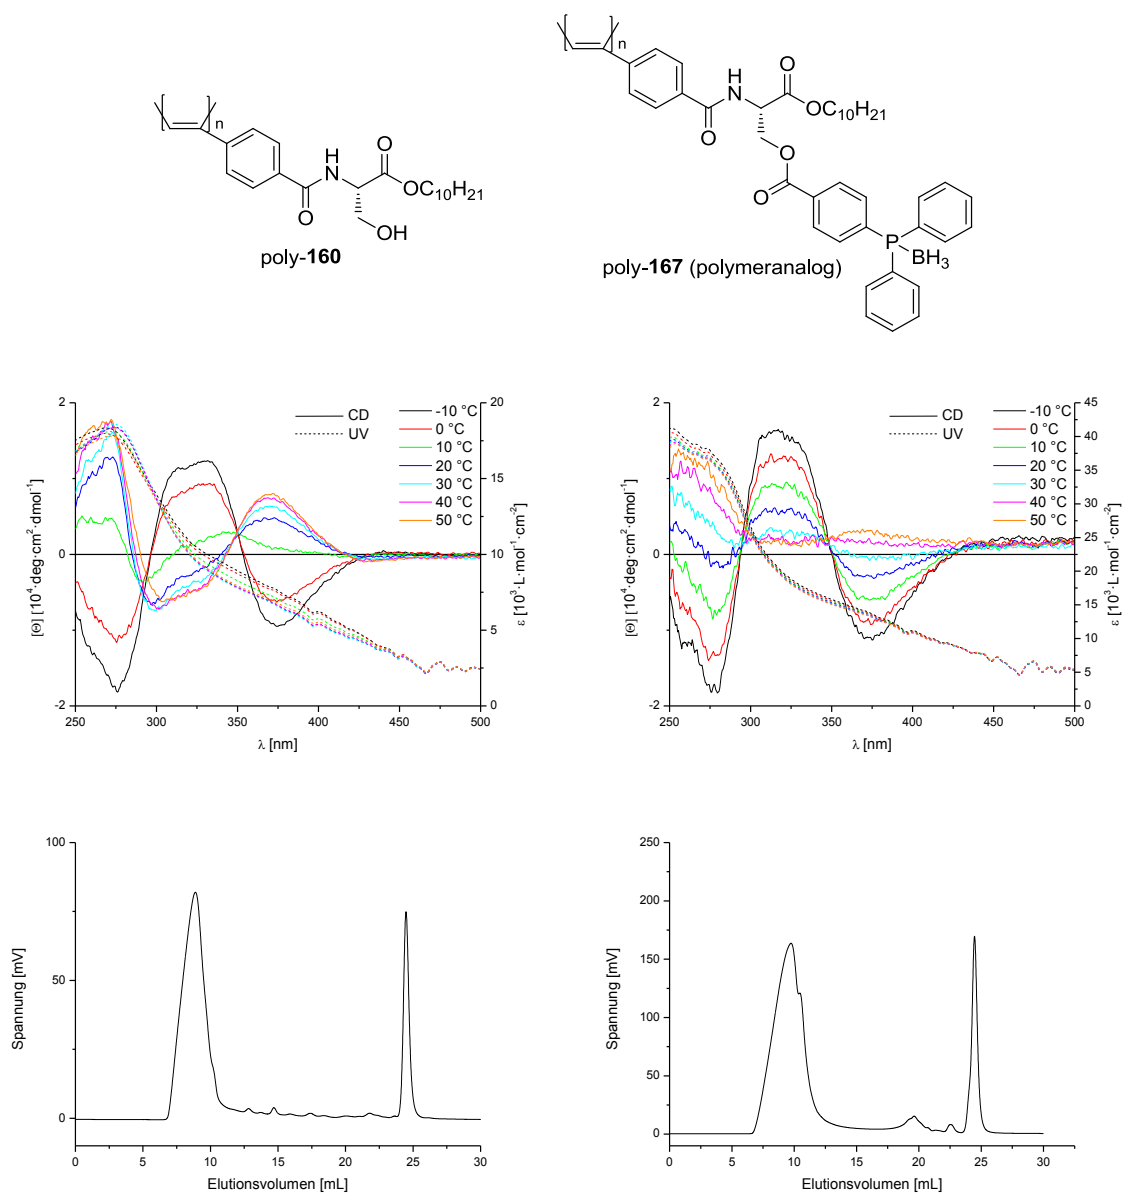 n
H
N
O
O
OC10H21
OH
poly-160
n
H
N
O
O
OC10H21
O
O
P
BH3
poly-167 (polymeranalog)
2
0
-2
[Θ] [10⁴·deg·cm²·dmol⁻¹]
250 300 350 400 450 500
λ [nm]
20
15
10
5
0
ε [10³·L·mol⁻¹·cm⁻²]
CD
UV
-10 °C
0 °C
10 °C
20 °C
30 °C
40 °C
50 °C
2
0
-2
[Θ] [10⁴·deg·cm²·dmol⁻¹]
250 300 350 400 450 500
λ [nm]
45
40
35
30
25
20
15
10
5
0
ε [10³·L·mol⁻¹·cm⁻²]
CD
UV
-10 °C
0 °C
10 °C
20 °C
30 °C
40 °C
50 °C
100
50
0
Spannung [mV]
0 5 10 15 20 25 30
Elutionsvolumen [mL]
250
200
150
100
50
0
Spannung [mV]
0 5 10 15 20 25 30
Elutionsvolumen [mL]